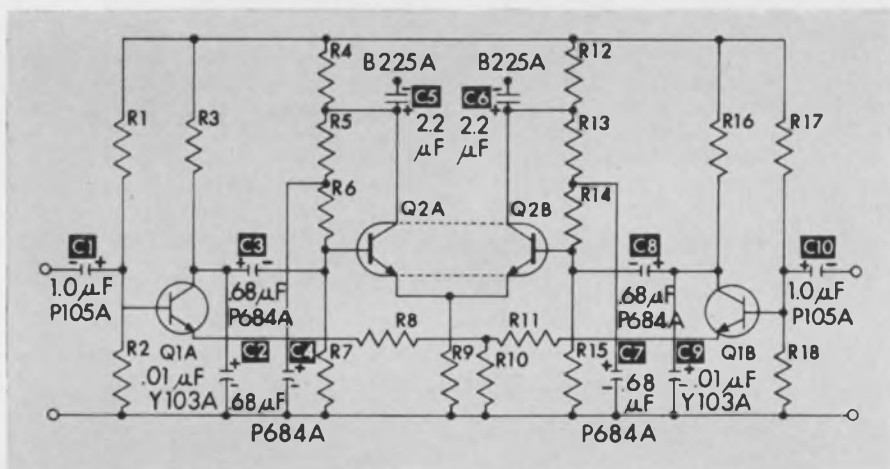 R4
R12
B225A
B225A
- C5
C6 -
+
+
R1
R3
R5
2.2
μF
2.2
μF
R13
R16
R17
R6
R14
Q2A
Q2B
C1
- +
C3
+ -
C8
- +
C10
+ -
1.0μF
P105A
.68μF
P684A
.68μF
P684A
1.0μF
P105A
R8
R11
R2
Q1A
C2
+
-
C4
+
-
R7
R9
R10
R15
C7
+
-
C9
+
-
Q1B
R18
.01μF
Y103A
.68μF
.68
μF
.01μF
Y103A
P684A
P684A